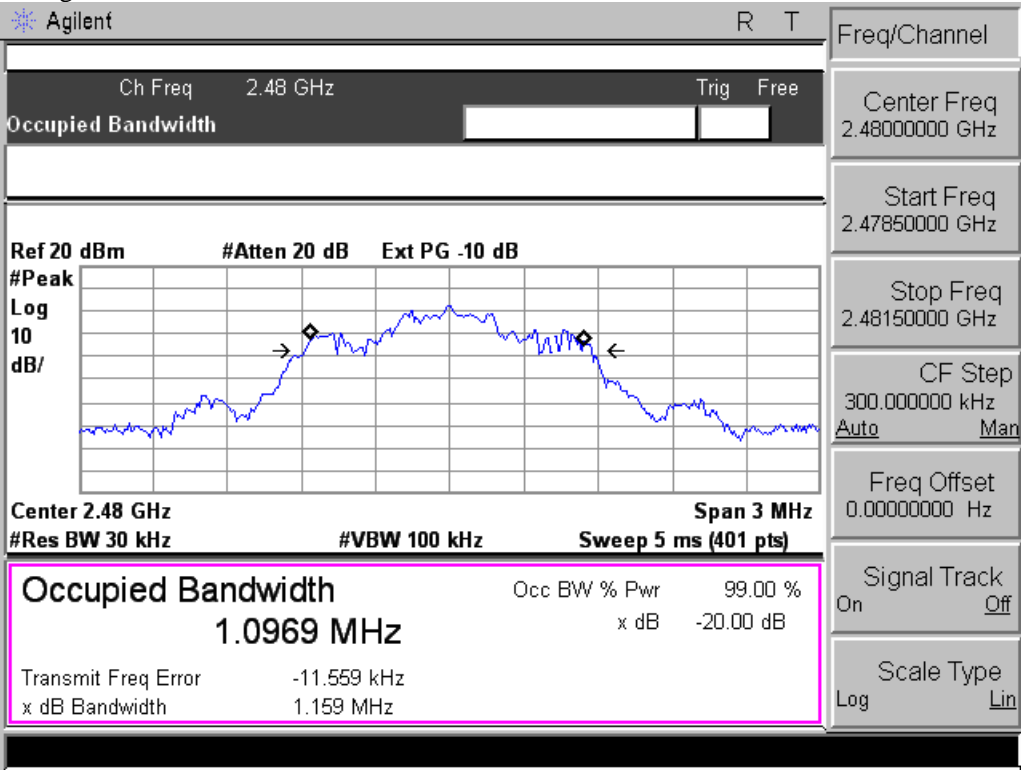 Agilent R T
Freq/Channel
Ch Freq 2.48 GHz Trig Free
Occupied Bandwidth
Center Freq
2.48000000 GHz
Start Freq
2.47850000 GHz
Stop Freq
2.48150000 GHz
CF Step
300.000000 kHz
Auto Man
Freq Offset
0.00000000 Hz
Signal Track
On Off
Scale Type
Log Lin
Ref 20 dBm #Atten 20 dB Ext PG -10 dB
#Peak
Log
10
dB/
Center 2.48 GHz Span 3 MHz
#Res BW 30 kHz #VBW 100 kHz Sweep 5 ms (401 pts)
Occupied Bandwidth Occ BW % Pwr 99.00 %
1.0969 MHz x dB -20.00 dB
Transmit Freq Error -11.559 kHz
x dB Bandwidth 1.159 MHz